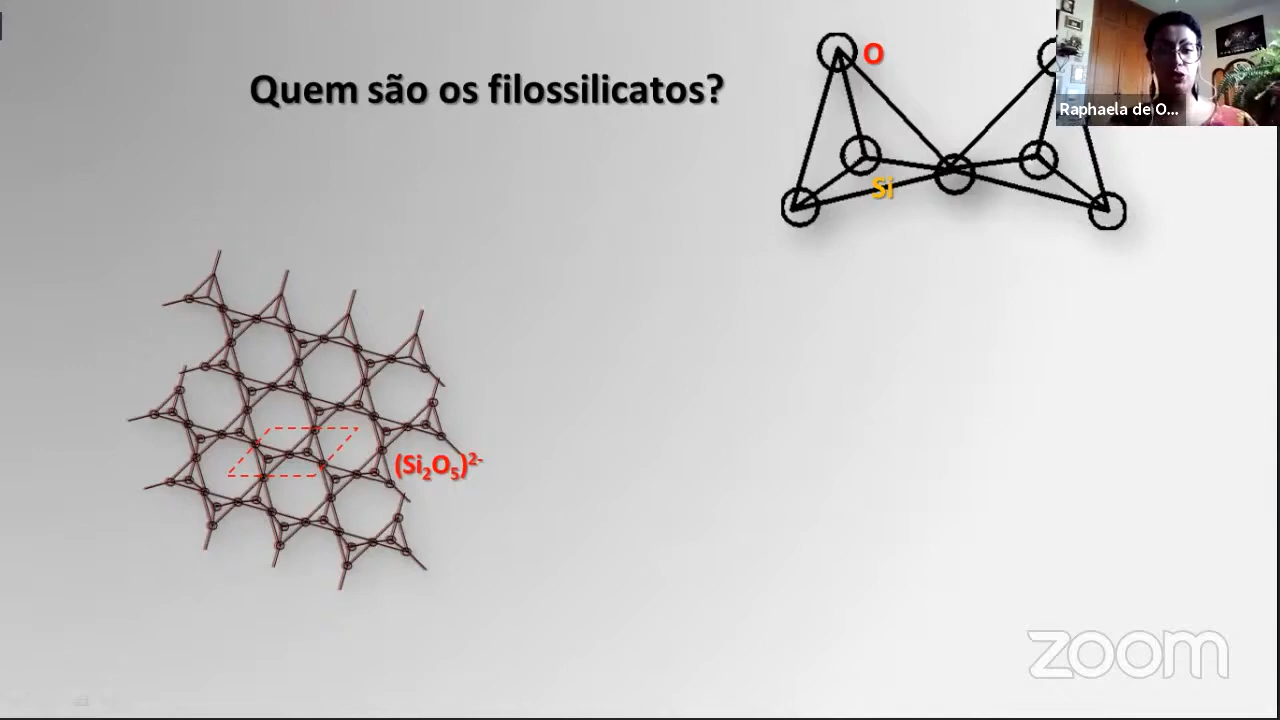 Quem são os filossilicatos?
O
Raphaela de O...
Si
(Si₂O₅)²⁻
zoom